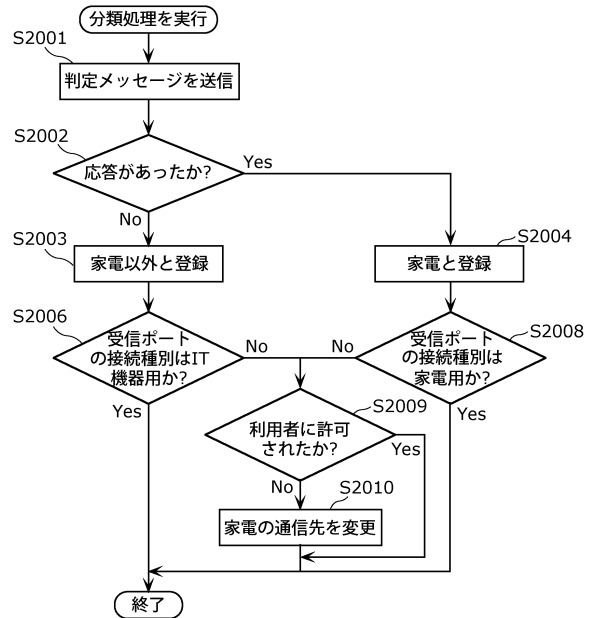 分類処理を実行
S2001
判定メッセージを送信
S2002
応答があったか?
Yes
No
S2003
家電以外と登録
S2004
家電と登録
S2006
受信ポート
の接続種別はIT
機器用か?
No
Yes
S2008
受信ポート
の接続種別は
家電用か?
No
Yes
S2009
利用者に許可
されたか?
Yes
No
S2010
家電の通信先を変更
終了